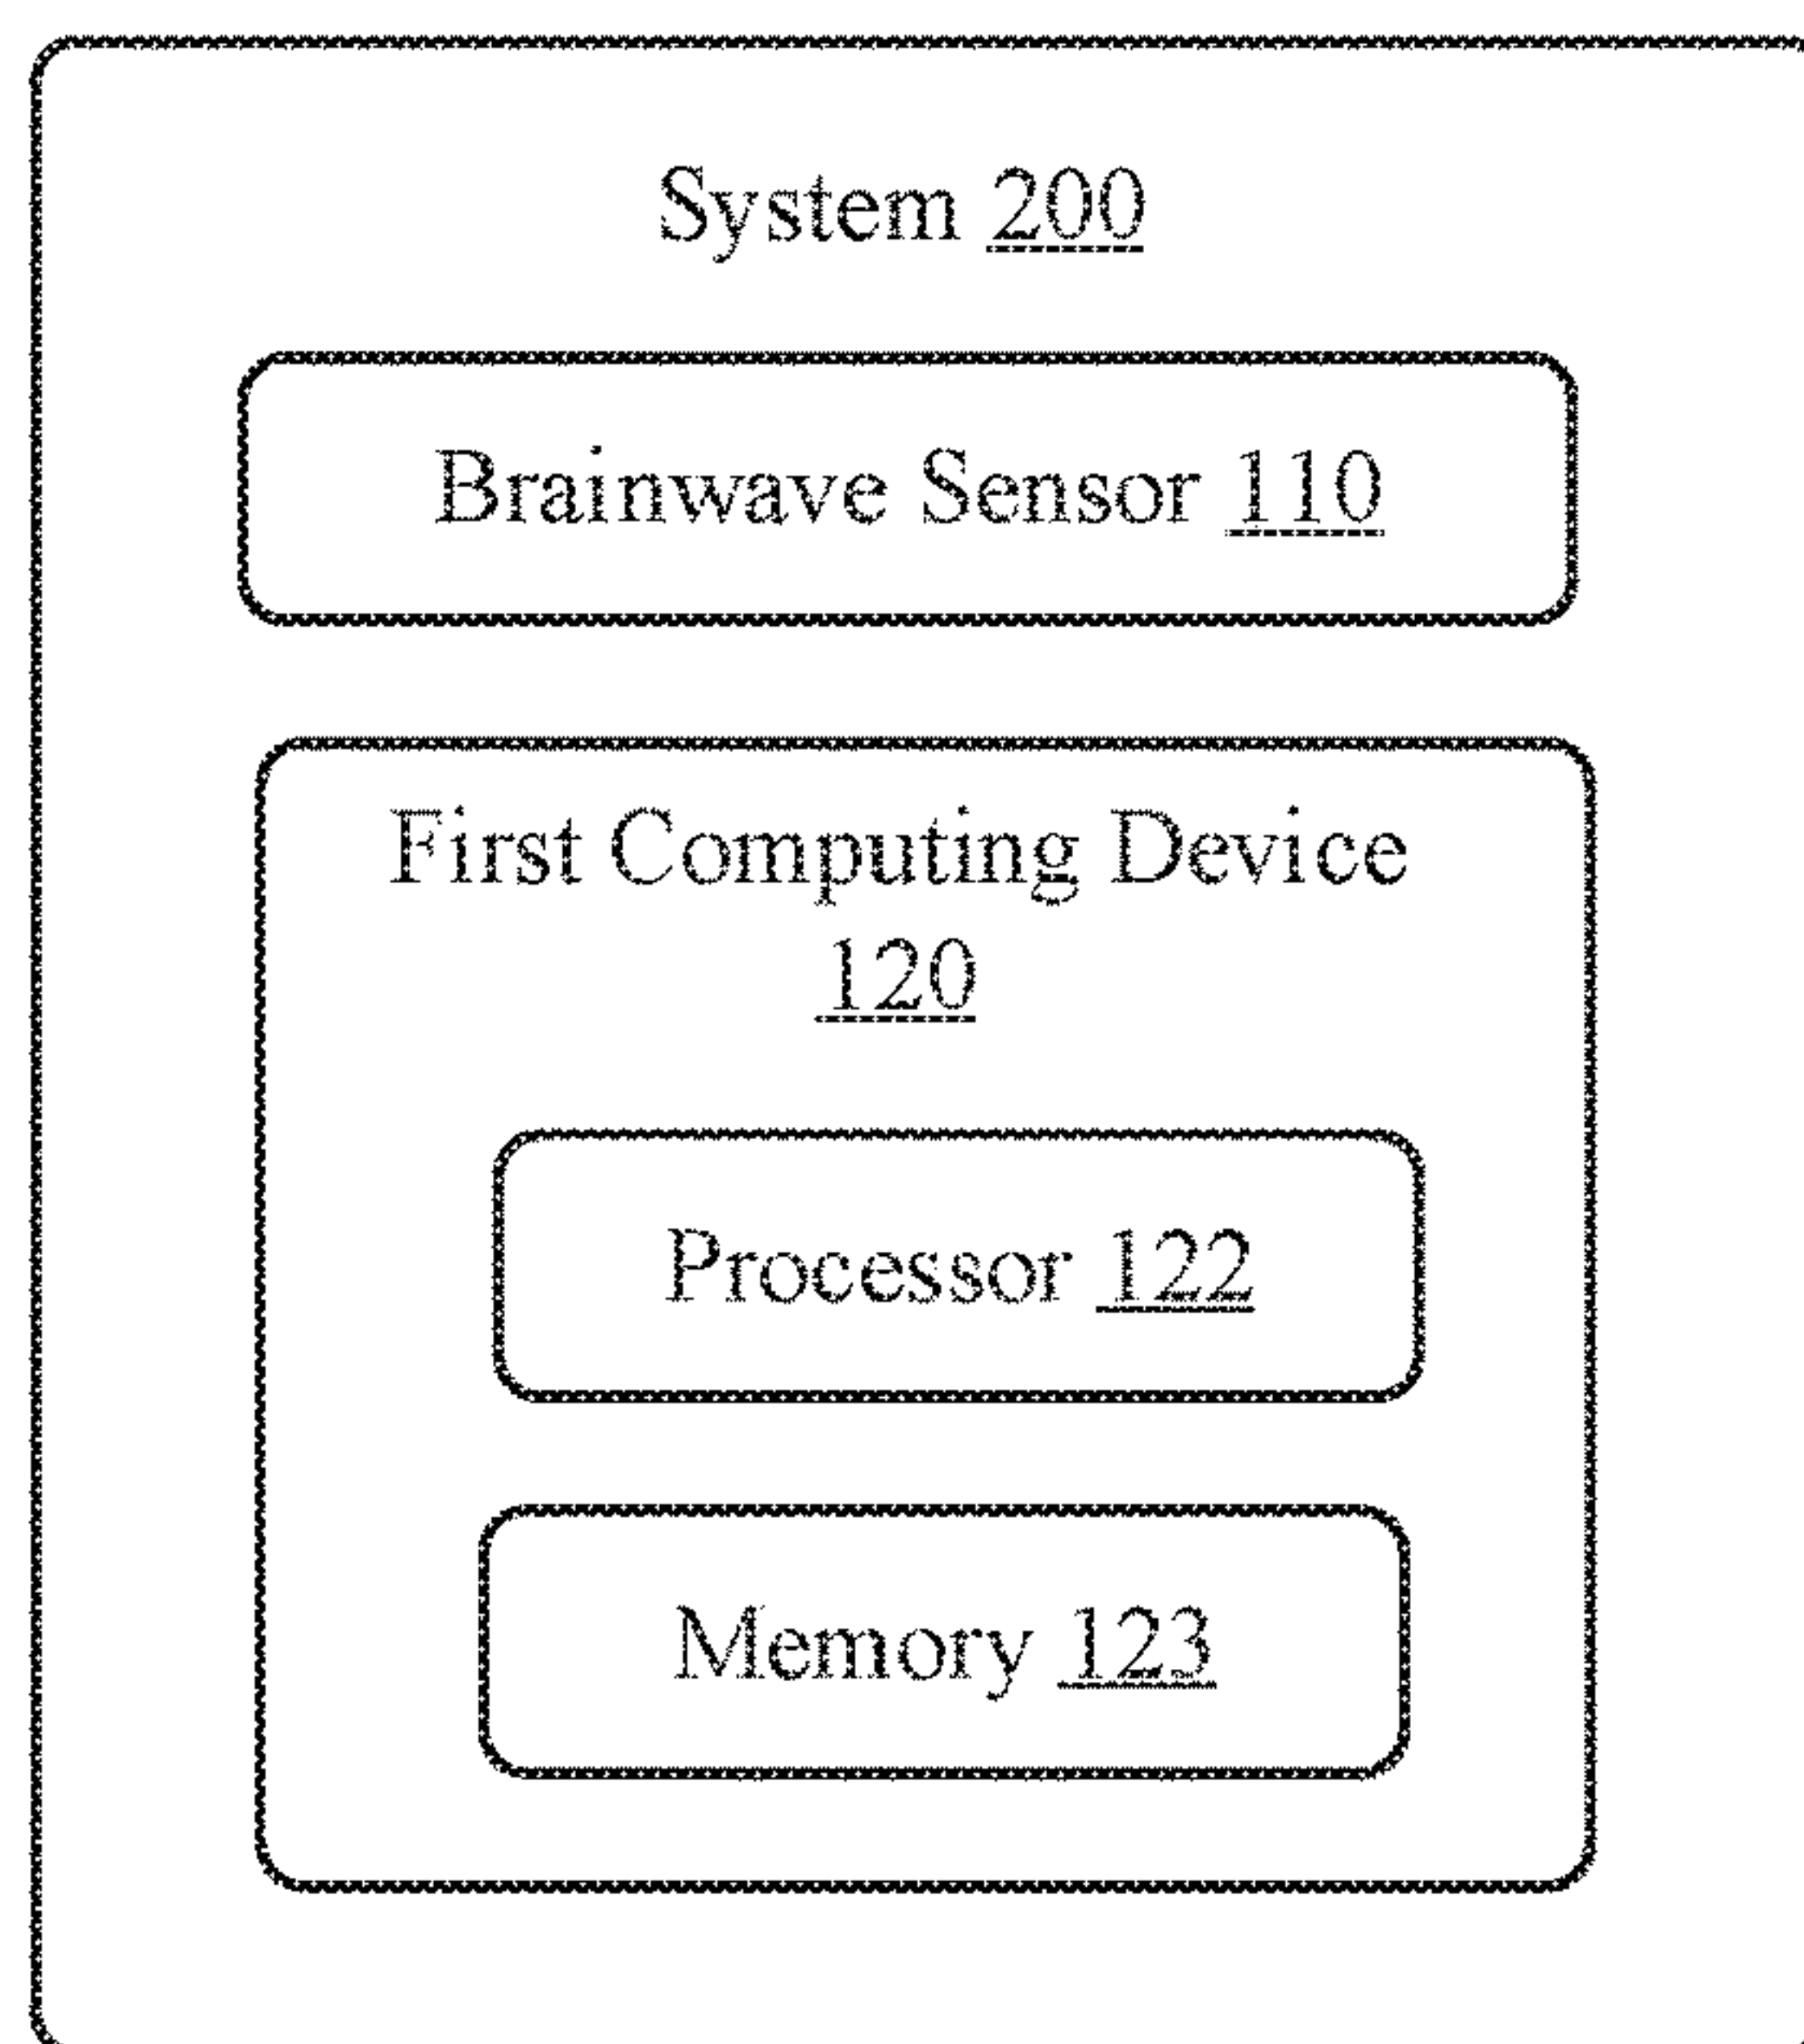 System 200
Brainwave Sensor 110
First Computing Device
120
Processor 122
Memory 123